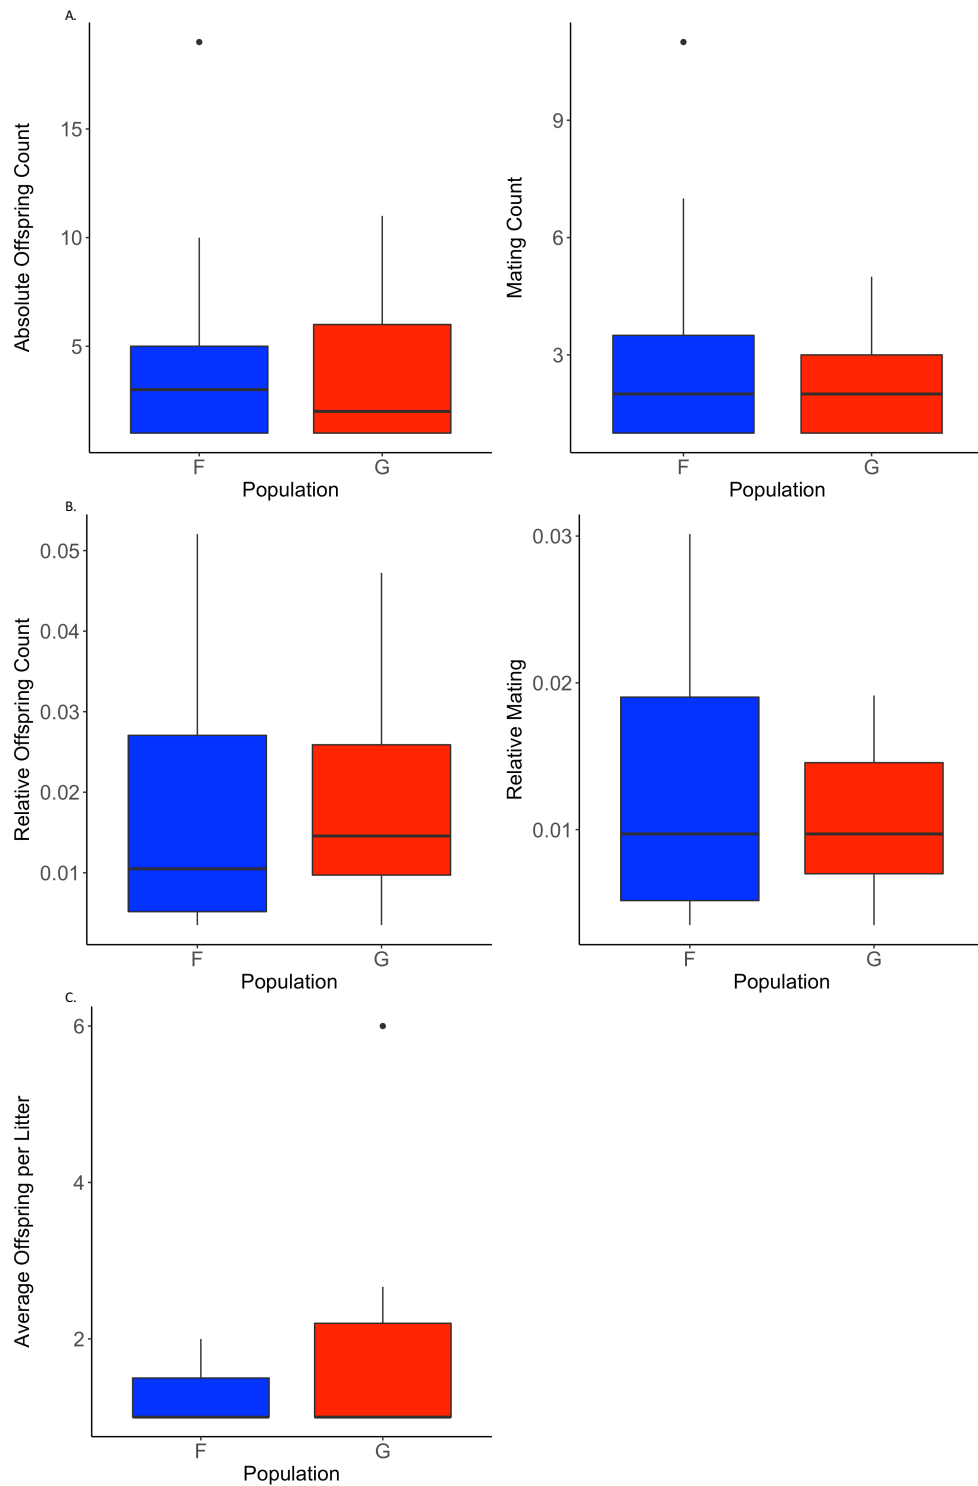 A.
Absolute Offspring Count
15
10
5
F G
Population
Mating Count
9
6
3
F G
Population
B.
Relative Offspring Count
0.05
0.04
0.03
0.02
0.01
F G
Population
Relative Mating
0.03
0.02
0.01
F G
Population
C.
Average Offspring per Litter
6
4
2
F G
Population